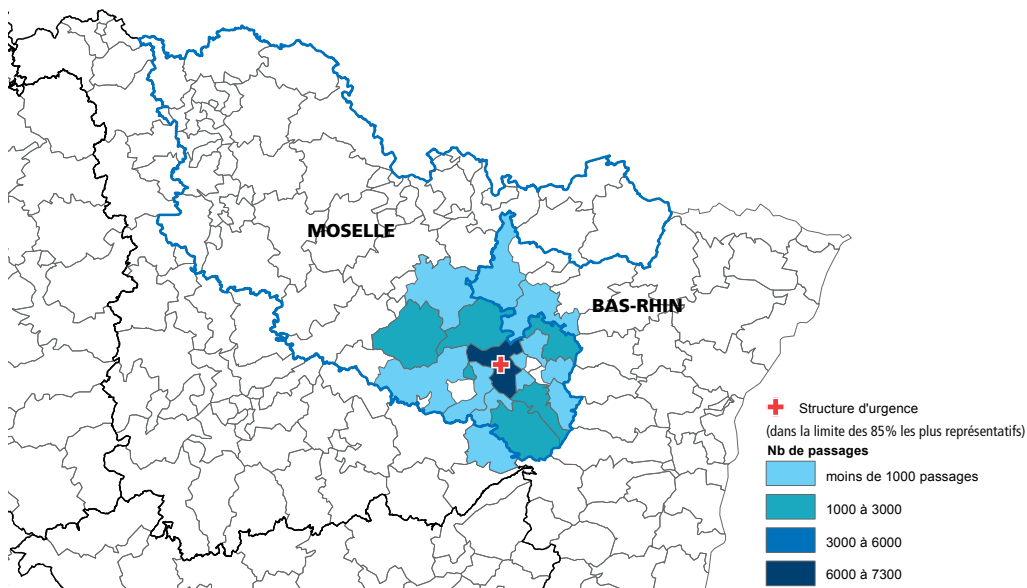 MOSELLE
BAS-RHIN
Structure d'urgence
(dans la limite des 85% les plus représentatifs)
Nb de passages
moins de 1000 passages
1000 à 3000
3000 à 6000
6000 à 7300